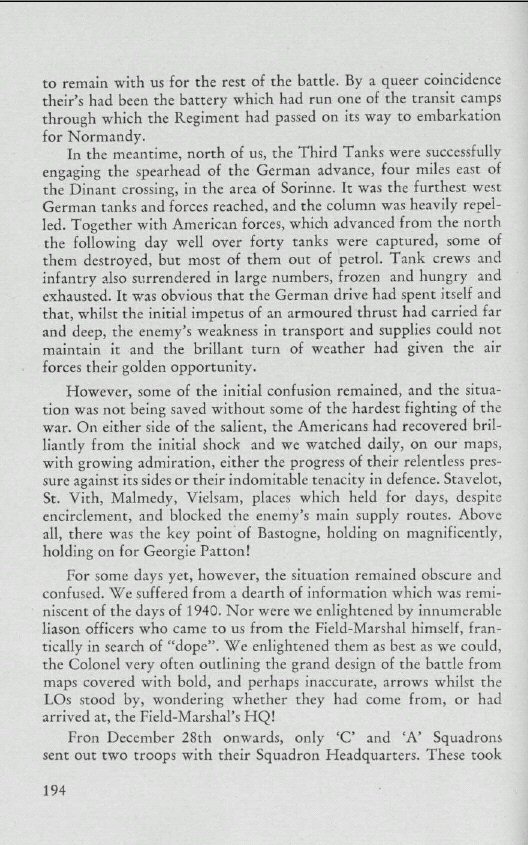 to remain with us for the rest of the battle. By a queer coincidence
their's had been the battery which had run one of the transit camps
through which the Regiment had passed on its way to embarkation
for Normandy.
In the meantime, north of us, the Third Tanks were successfully
engaging the spearhead of the German advance, four miles east of
the Dinant crossing, in the area of Sorinne. It was the furthest west
German tanks and forces reached, and the column was heavily repel-
led. Together with American forces, which advanced from the north
the following day well over forty tanks were captured, some of
them destroyed, but most of them out of petrol. Tank crews and
infantry also surrendered in large numbers, frozen and hungry and
exhausted. It was obvious that the German drive had spent itself and
that, whilst the initial impetus of an armoured thrust had carried far
and deep, the enemy's weakness in transport and supplies could not
maintain it and the brillant turn of weather had given the air
forces their golden opportunity.
However, some of the initial confusion remained, and the situa-
tion was not being saved without some of the hardest fighting of the
war. On either side of the salient, the Americans had recovered bril-
liantly from the initial shock and we watched daily, on our maps,
with growing admiration, either the progress of their relentless pres-
sure against its sides or their indomitable tenacity in defence. Stavelot,
St. Vith, Malmedy, Vielsam, places which held for days, despite
encirclement, and blocked the enemy's main supply routes. Above
all, there was the key point of Bastogne, holding on magnificently,
holding on for Georgie Patton!
For some days yet, however, the situation remained obscure and
confused. We suffered from a dearth of information which was remi-
niscent of the days of 1940. Nor were we enlightened by innumerable
liason officers who came to us from the Field-Marshal himself, fran-
tically in search of "dope". We enlightened them as best as we could,
the Colonel very often outlining the grand design of the battle from
maps covered with bold, and perhaps inaccurate, arrows whilst the
LOs stood by, wondering whether they had come from, or had
arrived at, the Field-Marshal's HQ!
Fron December 28th onwards, only 'C' and 'A' Squadrons
sent out two troops with their Squadron Headquarters. These took
194